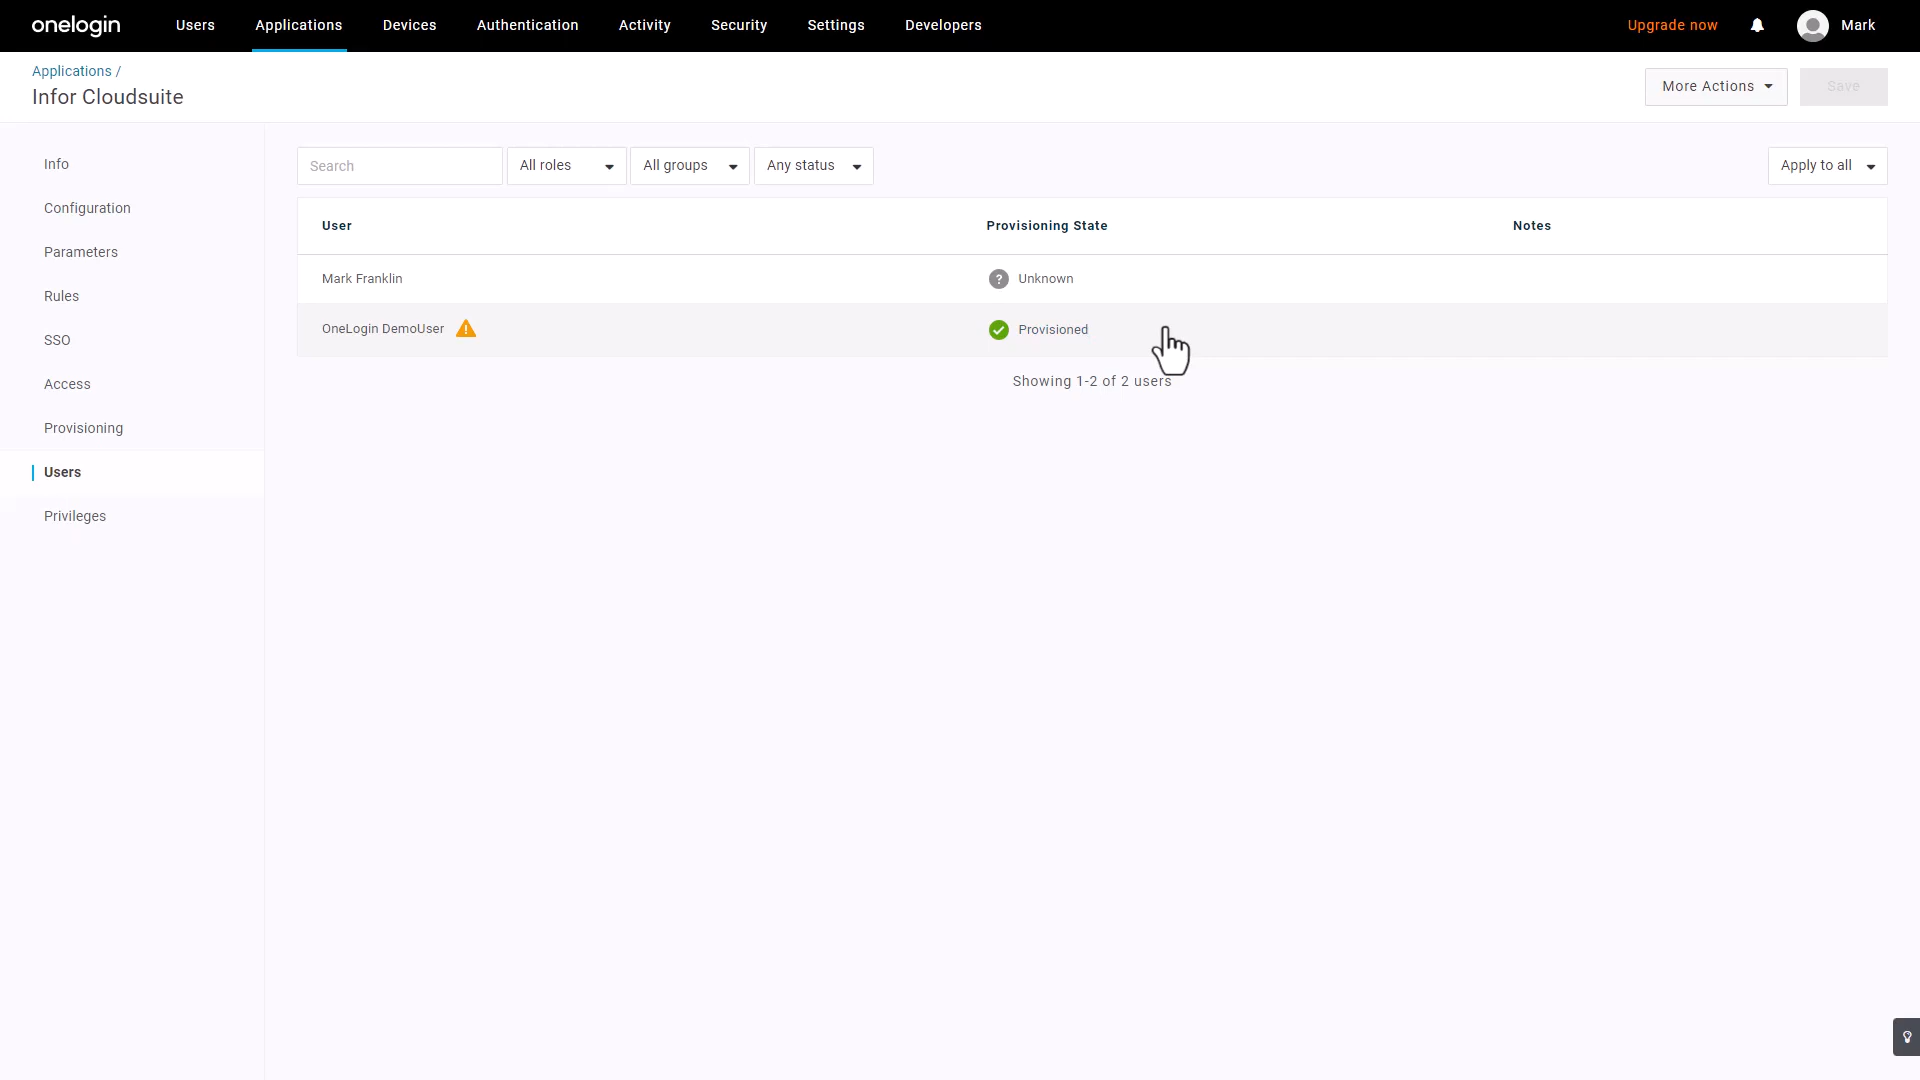 onelogin Users Applications Devices Authentication Activity Security Settings Developers Upgrade now Mark
Applications /
Infor Cloudsuite
More Actions Save
Info
Configuration
Parameters
Rules
SSO
Access
Provisioning
Users
Privileges
Search All roles All groups Any status Apply to all
User Provisioning State Notes
Mark Franklin ? Unknown
OneLogin DemoUser Provisioned
Showing 1-2 of 2 users